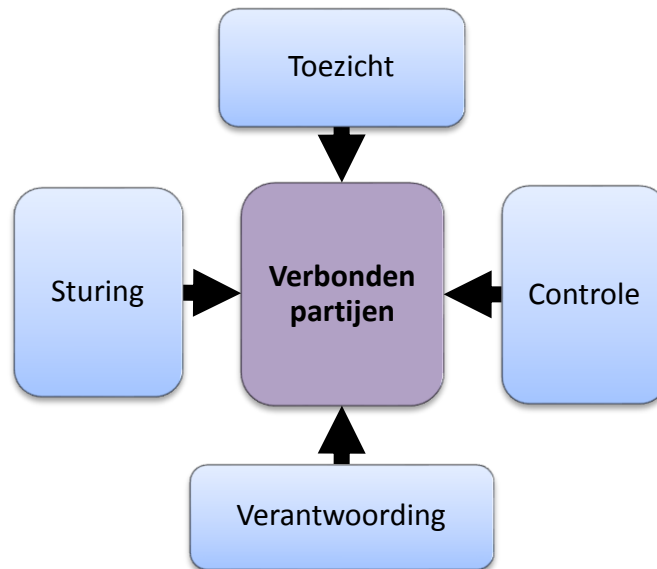 Toezicht
Sturing
Verbonden
partijen
Controle
Verantwoording